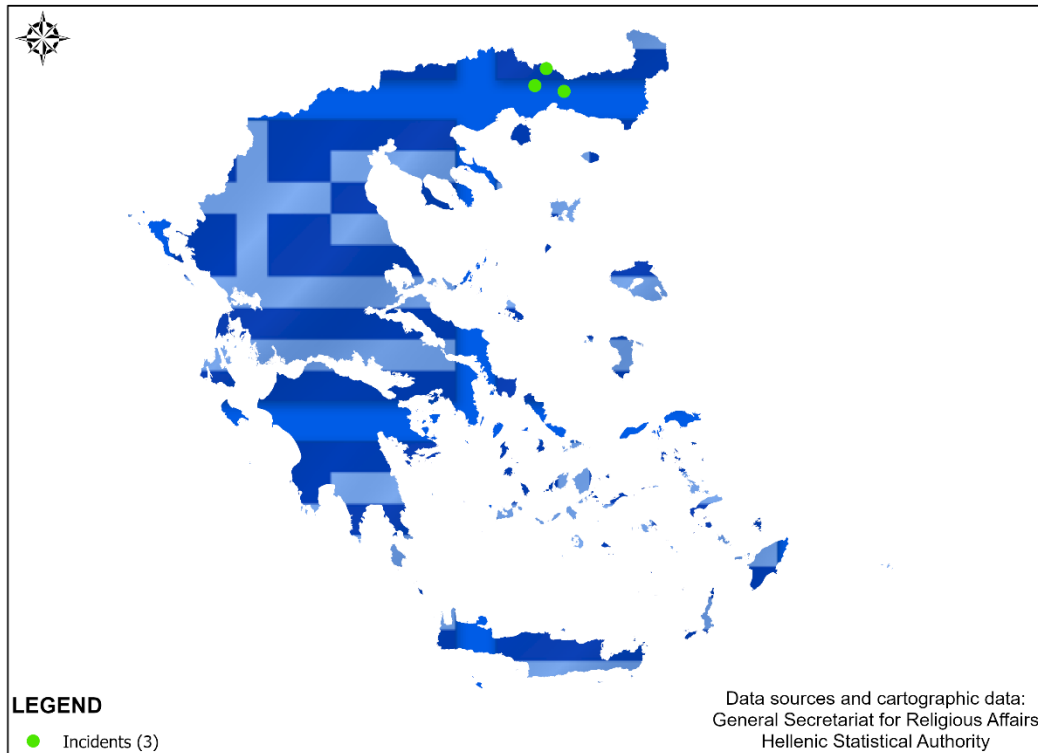 LEGEND
Incidents (3)
Data sources and cartographic data:
General Secretariat for Religious Affairs
Hellenic Statistical Authority